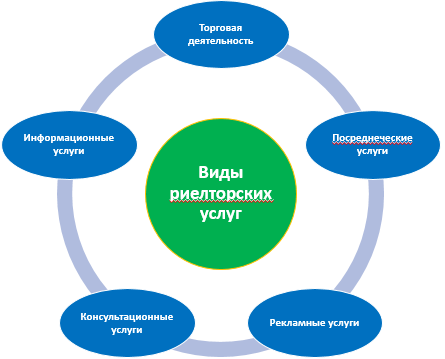 Торговая
деятельность
Информационные
услуги
Посреднеческие
услуги
Виды
риелторских
услуг
Консультационные
услуги
Рекламные услуги